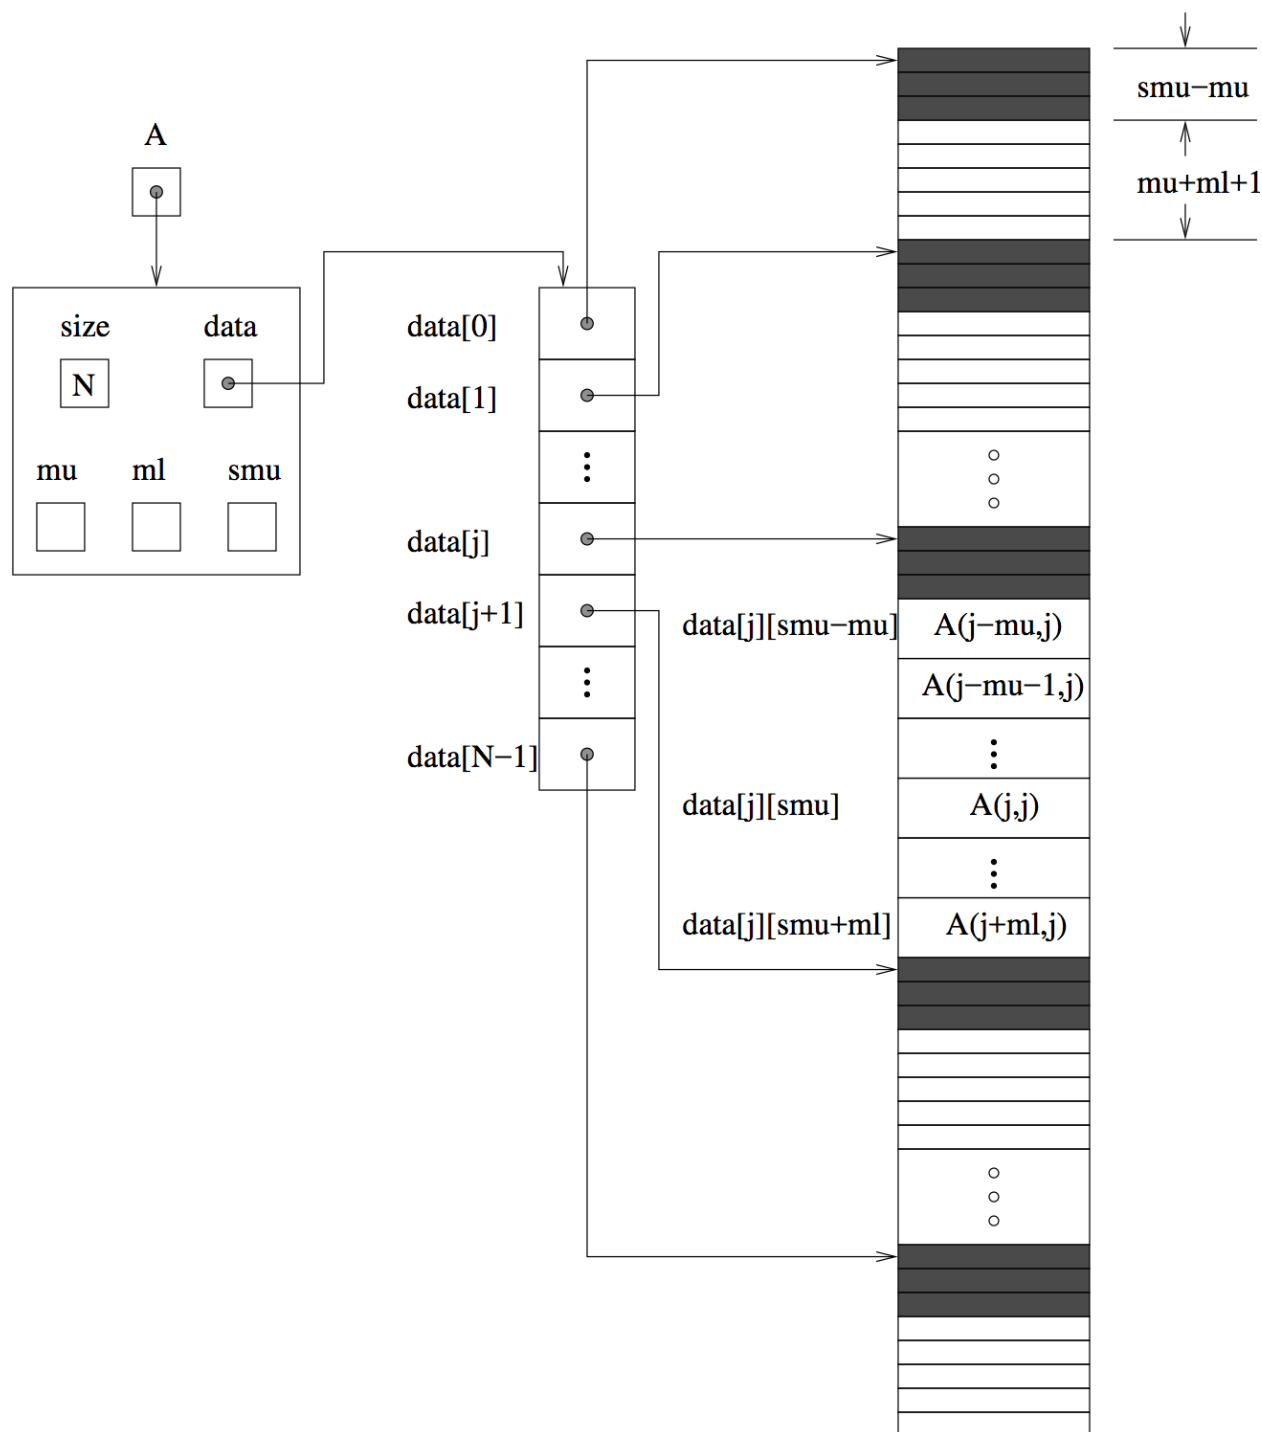 smu−mu
A
mu+ml+1
size data
data[0]
N
data[1]
mu ml smu
data[j]
data[j+1]
data[j][smu−mu] A(j−mu,j)
A(j−mu−1,j)
data[N−1]
data[j][smu] A(j,j)
data[j][smu+ml] A(j+ml,j)